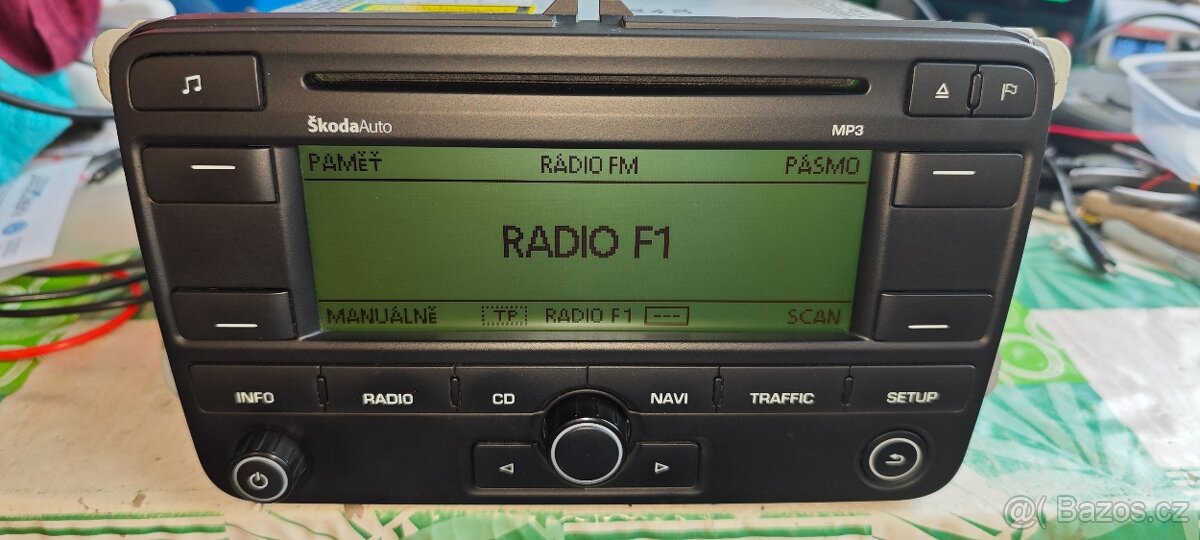 ŠkodaAuto
MP3
PAMĚŤ RÁDIO FM PÁSMO
RADIO F1
MANUÁLNĚ TP RADIO F1 --- SCAN
INFO RADIO CD NAVI TRAFFIC SETUP
Bazos.cz